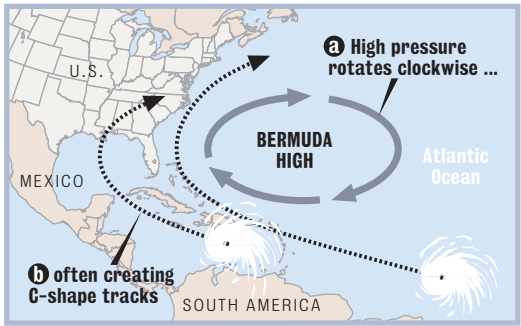 a High pressure
rotates clockwise ...
U.S.
BERMUDA
HIGH
Atlantic
Ocean
MEXICO
b often creating
C-shape tracks
SOUTH AMERICA